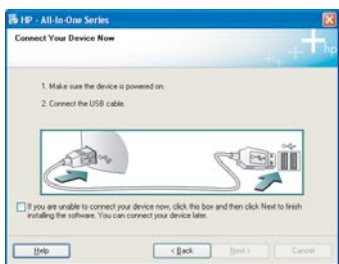 HP - All-In-One Series
Connect Your Device Now
hp
1. Make sure the device is powered on.
2. Connect the USB cable.
If you are unable to connect your device now, click this box and then click Next to finish
installing the software. You can connect your device later.
Help
< Back
Next >
Cancel